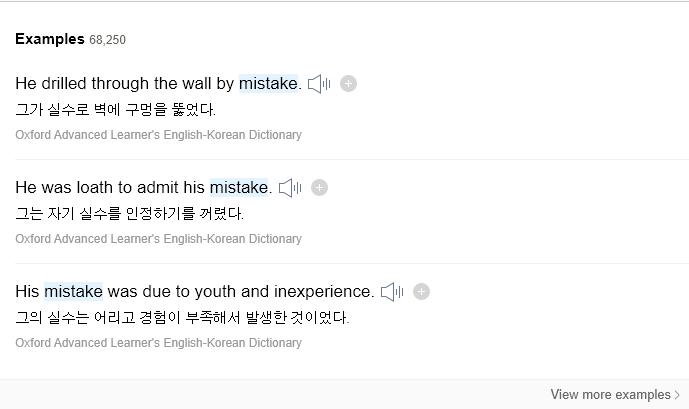 Examples 68,250
He drilled through the wall by mistake.
그가 실수로 벽에 구멍을 뚫었다.
Oxford Advanced Learner's English-Korean Dictionary
He was loath to admit his mistake.
그는 자기 실수를 인정하기를 꺼렸다.
Oxford Advanced Learner's English-Korean Dictionary
His mistake was due to youth and inexperience.
그의 실수는 어리고 경험이 부족해서 발생한 것이었다.
Oxford Advanced Learner's English-Korean Dictionary
View more examples